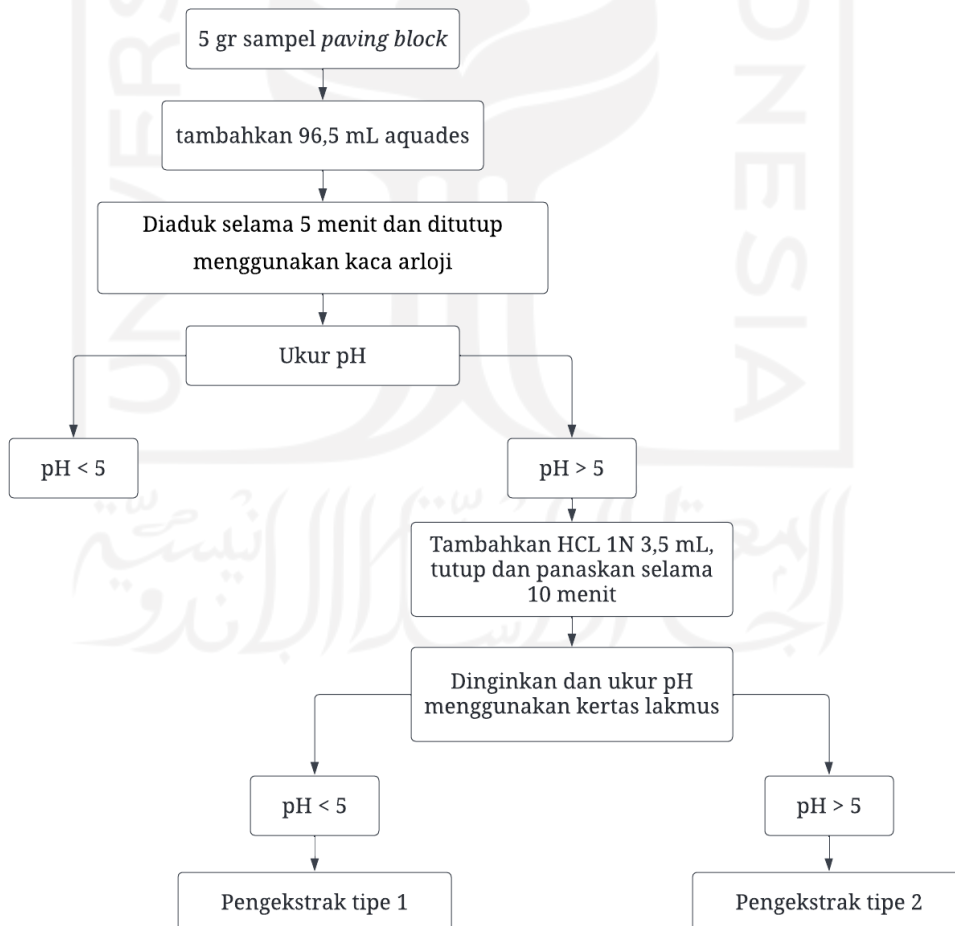 5 gr sampel paving block
tambahkan 96,5 mL aquades
Diaduk selama 5 menit dan ditutup
menggunakan kaca arloji
Ukur pH
pH < 5
pH > 5
Tambahkan HCL 1N 3,5 mL,
tutup dan panaskan selama
10 menit
Dinginkan dan ukur pH
menggunakan kertas lakmus
pH < 5
pH > 5
Pengekstrak tipe 1
Pengekstrak tipe 2